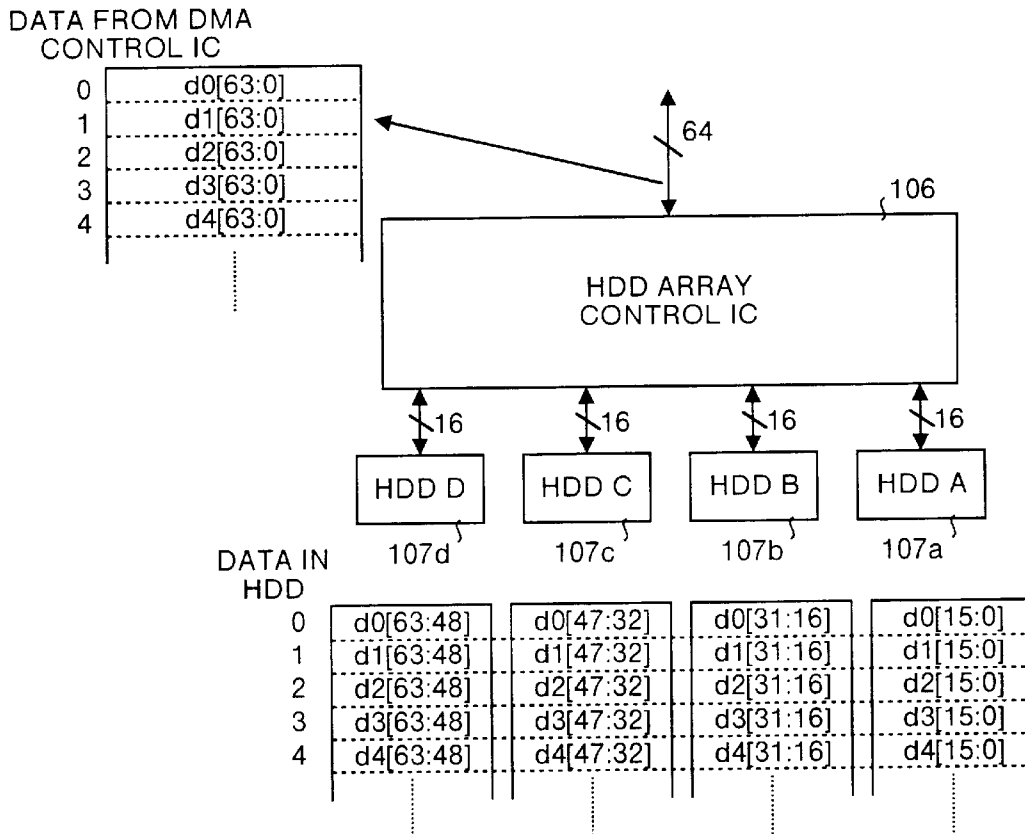 DATA FROM DMA
CONTROL IC
0 d0[63:0]
1 d1[63:0]
2 d2[63:0]
3 d3[63:0]
4 d4[63:0]
64
106
HDD ARRAY
CONTROL IC
16 16 16 16
HDD D HDD C HDD B HDD A
107d 107c 107b 107a
DATA IN
HDD
0 d0[63:48] d0[47:32] d0[31:16] d0[15:0]
1 d1[63:48] d1[47:32] d1[31:16] d1[15:0]
2 d2[63:48] d2[47:32] d2[31:16] d2[15:0]
3 d3[63:48] d3[47:32] d3[31:16] d3[15:0]
4 d4[63:48] d4[47:32] d4[31:16] d4[15:0]